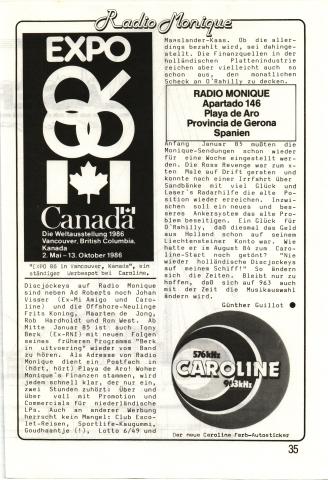 Radio Monique
EXPO
86
Canada
Die Weltausstellung 1986
Vancouver, British Columbia,
Kanada
2. Mai – 13. Oktober 1986
"EXPO 86 in Vancouver, Kanada", ein
ständiger Werbespot bei Caroline.
Discjockeys auf Radio Monique
sind neben Ad Roberts noch Johan
Visser (Ex-Mi Amigo und Caro-
line) und die Offshore-Neulinge
Frits Koning, Maarten de Jong,
Rob Hardholt und Ron West. Ab
Mitte Januar 85 ist auch Tony
Berk (Ex-RNI) mit neuen Folgen
seines früheren Programms "Berk
in uitvoering" wieder vom Band
zu hören. Als Adresse von Radio
Monique dient ein Postfach in
(hört, hört) Playa de Aro! Woher
Monique's Finanzen stammen, wird
jedem schnell klar, der nur ein,
zwei Stunden zuhört: Über und
über voll mit Promotion und
Commercials für niederländische
LPs. Auch an anderer Werbung
herrscht kein Mangel: Club Esco-
let-Reisen, Sportlife-Kaugummi,
Goudhaantje (!), Lotto 6/49 und
Manslander-Kaas. Ob die aller-
dings bezahlt wird, sei dahinge-
stellt. Die Finanzquellen in der
holländischen Plattenindustrie
reichen aber vielleicht auch so
schon aus, den monatlichen
Scheck an O'Rahilly zu decken.
RADIO MONIQUE
Apartado 146
Playa de Aro
Provincia de Gerona
Spanien
Anfang Januar 85 mußten die
Monique-Sendungen schon wieder
für eine Woche eingestellt wer-
den. Die Ross Revenge war zum x-
ten Male auf Drift geraten und
konnte nach einer Irrfahrt über
Sandbänke mit viel Glück und
Laser's Radarhilfe die alte Po-
sition wieder erreichen. Inzwi-
schen soll ein neues und bes-
seres Ankersystem das alte Pro-
blem beseitigen. Ein Glück für
O'Rahilly, daß diesmal das Geld
aus Holland schon auf seinem
Liechtensteiner Konto war. Wie
hatte er im August 84 zum Caro-
line-Start noch getönt? "Nie
wieder holländische Discjockeys
auf meinem Schiff!" So ändern
sich die Zeiten. Bleibt nur zu
hoffen, daß sich auf 963 auch
mit der Zeit die Musikauswahl
ändern wird.
Günther Guillot
576kHz
CAROLINE
963kHz
Der neue Caroline Farb-Autosticker
35